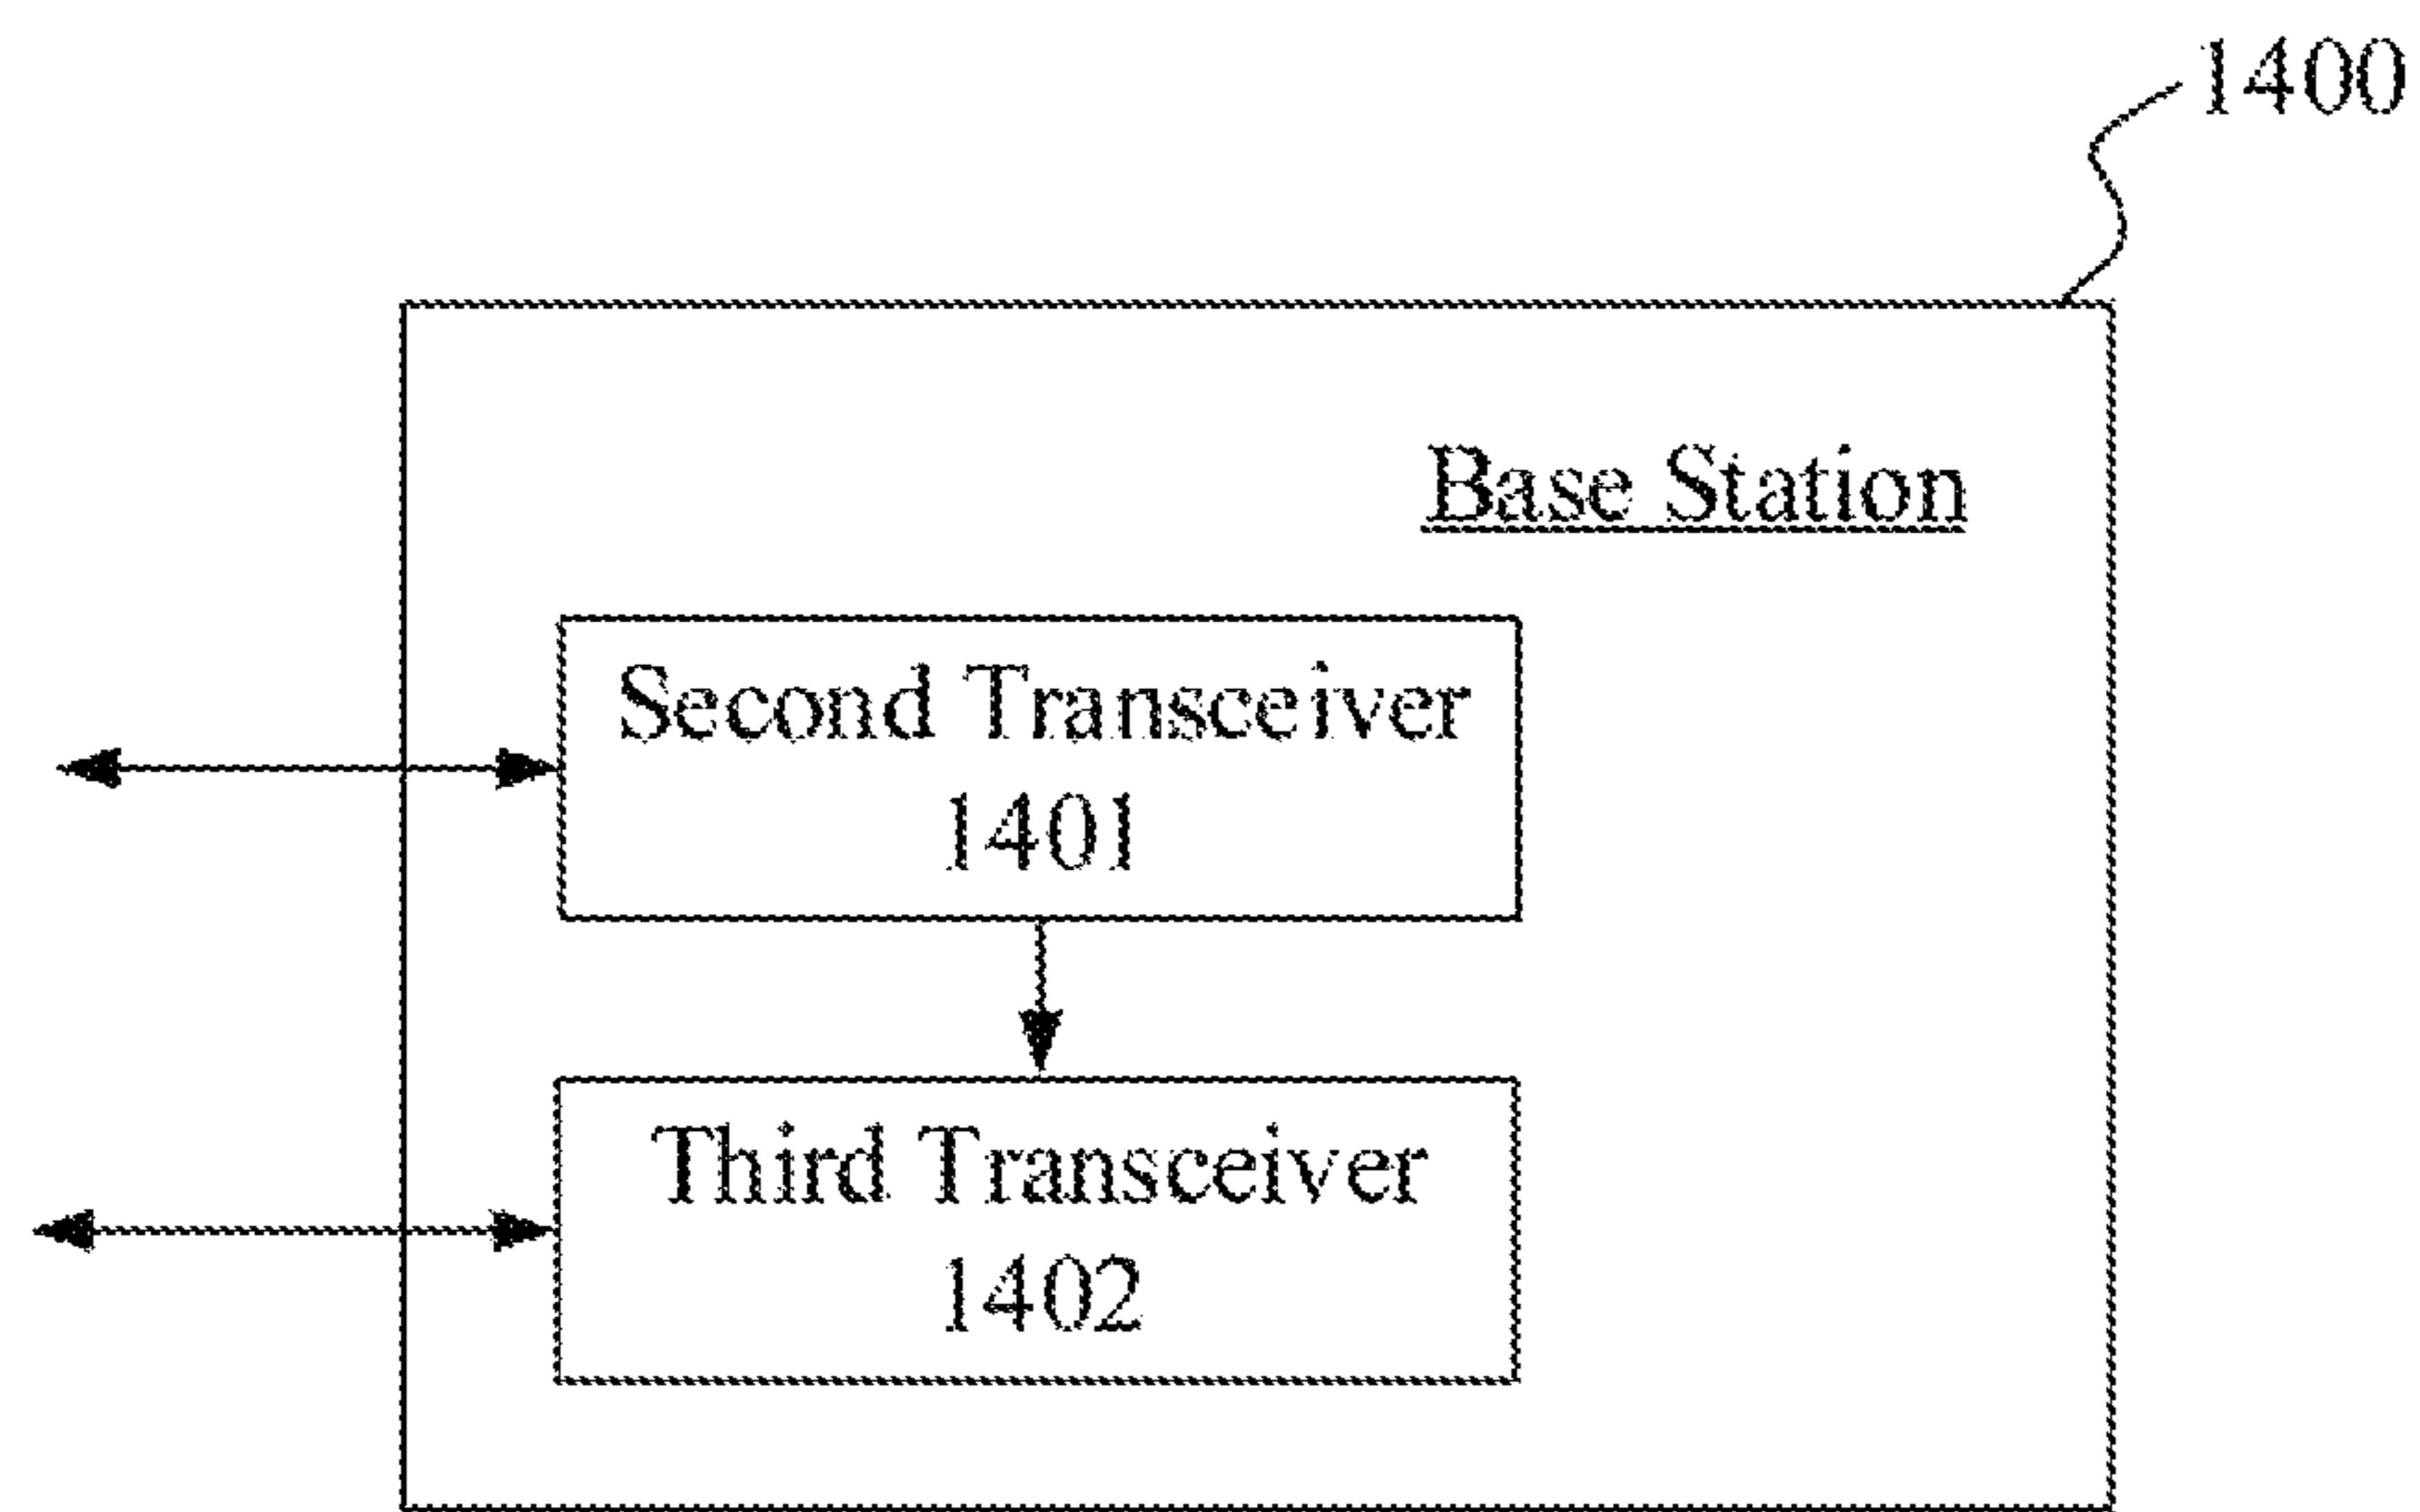 1400
Base Station
Second Transceiver
1401
Third Transceiver
1402